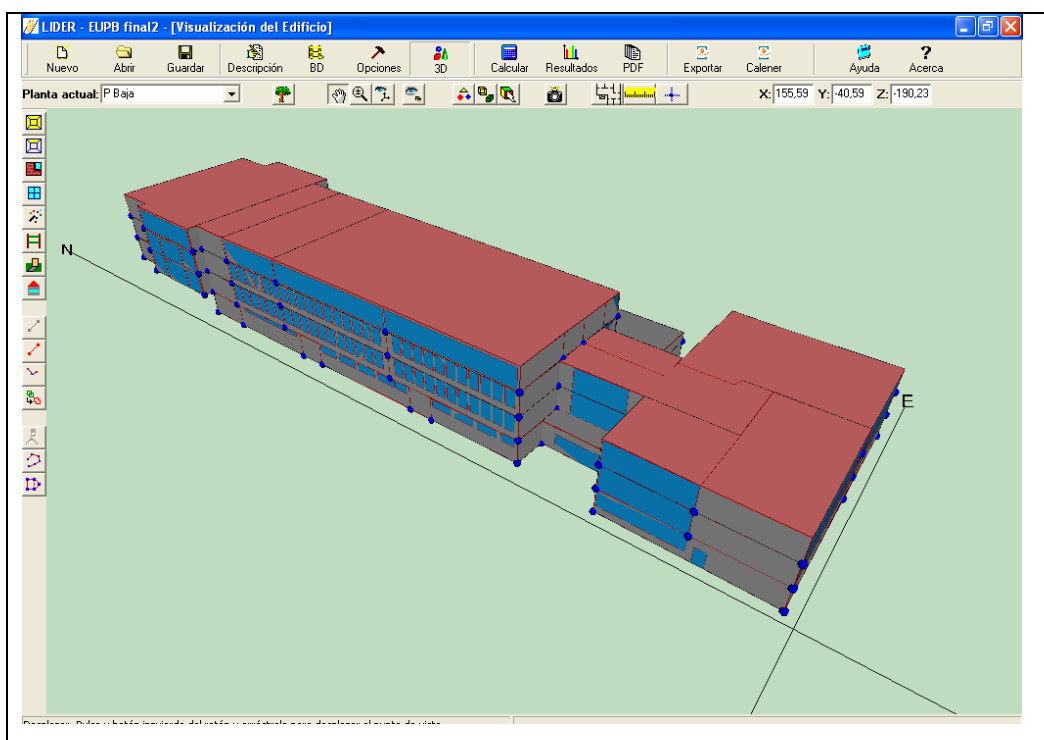 LIDER - EUPB final2 - [Visualización del Edificio]
Nuevo Abrir Guardar Descripción BD Opciones 3D Calcular Resultados PDF Exportar Calener Ayuda Acerca
Planta actual: P Baja X: 155,59 Y: -40,59 Z: -190,23
N
E